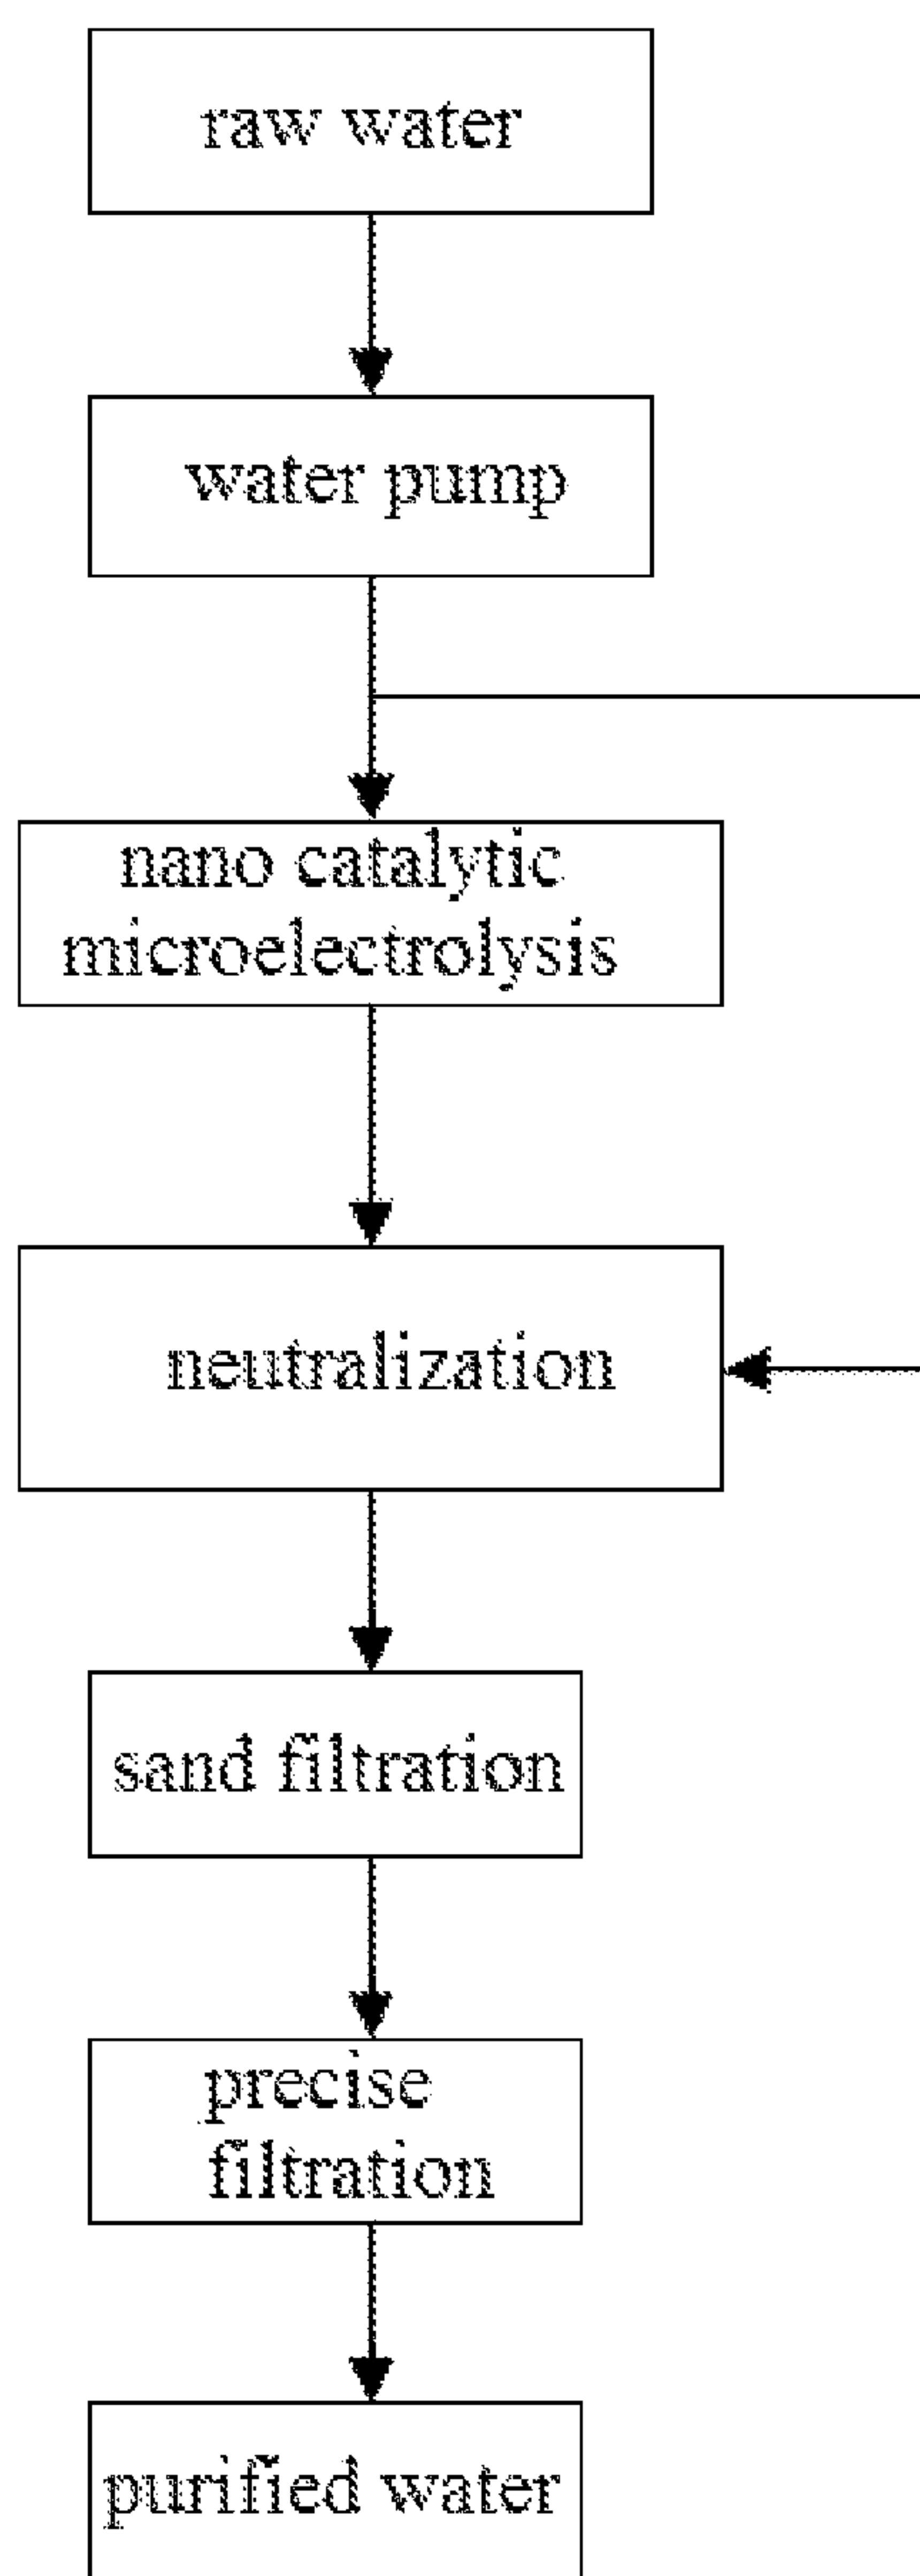 raw water
water pump
nano catalytic
microelectrolysis
neutralization
sand filtration
precise
filtration
purified water